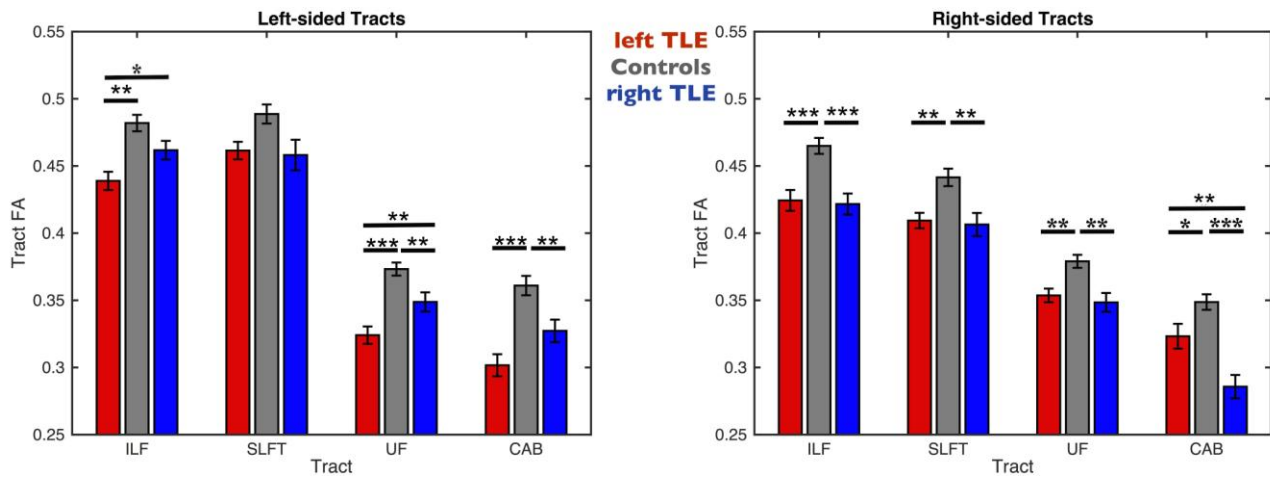 Left-sided Tracts
0.55
0.5
0.45
0.4
0.35
0.3
0.25
Tract FA
*
**
**
***
**
***
**
ILF
SLFT
UF
CAB
Tract
left TLE
Controls
right TLE
Right-sided Tracts
0.55
0.5
0.45
0.4
0.35
0.3
0.25
Tract FA
***
***
**
**
**
**
**
*
***
ILF
SLFT
UF
CAB
Tract